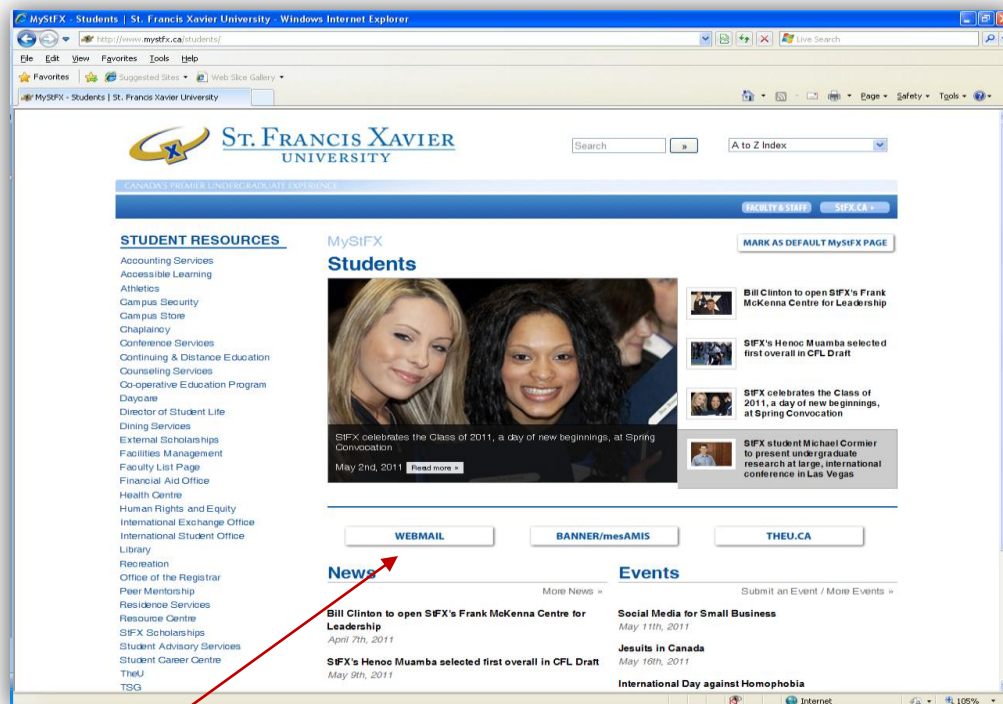 MyStFX - Students | St. Francis Xavier University - Windows Internet Explorer
http://www.mystfx.ca/students/
Live Search
File Edit View Favorites Tools Help
Favorites Suggested Sites Web Slice Gallery
MyStFX - Students | St. Francis Xavier University
Page Safety Tools
ST. FRANCIS XAVIER
UNIVERSITY
Search »
A to Z Index
CANADA'S PREMIER UNDERGRADUATE EXPERIENCE
FACULTY & STAFF
StFX.CA
STUDENT RESOURCES
Accounting Services
Accessible Learning
Athletics
Campus Security
Campus Store
Chaplaincy
Conference Services
Continuing & Distance Education
Counseling Services
Co-operative Education Program
Daycare
Director of Student Life
Dining Services
External Scholarships
Facilities Management
Faculty List Page
Financial Aid Office
Health Centre
Human Rights and Equity
International Exchange Office
International Student Office
Library
Recreation
Office of the Registrar
Peer Mentorship
Residence Services
Resource Centre
StFX Scholarships
Student Advisory Services
Student Career Centre
TheU
TSG
MyStFX
Students
MARK AS DEFAULT MyStFX PAGE
StFX celebrates the Class of 2011, a day of new beginnings, at Spring
Convocation
May 2nd, 2011 Read more »
Bill Clinton to open StFX's Frank
McKenna Centre for Leadership
StFX's Henoc Muamba selected
first overall in CFL Draft
StFX celebrates the Class of
2011, a day of new beginnings,
at Spring Convocation
StFX student Michael Cormier
to present undergraduate
research at large, international
conference in Las Vegas
WEBMAIL
BANNER/mesAMIS
THEU.CA
News
More News »
Bill Clinton to open StFX's Frank McKenna Centre for
Leadership
April 7th, 2011
StFX's Henoc Muamba selected first overall in CFL Draft
May 9th, 2011
Events
Submit an Event / More Events »
Social Media for Small Business
May 11th, 2011
Jesuits in Canada
May 16th, 2011
International Day against Homophobia
Internet
105%